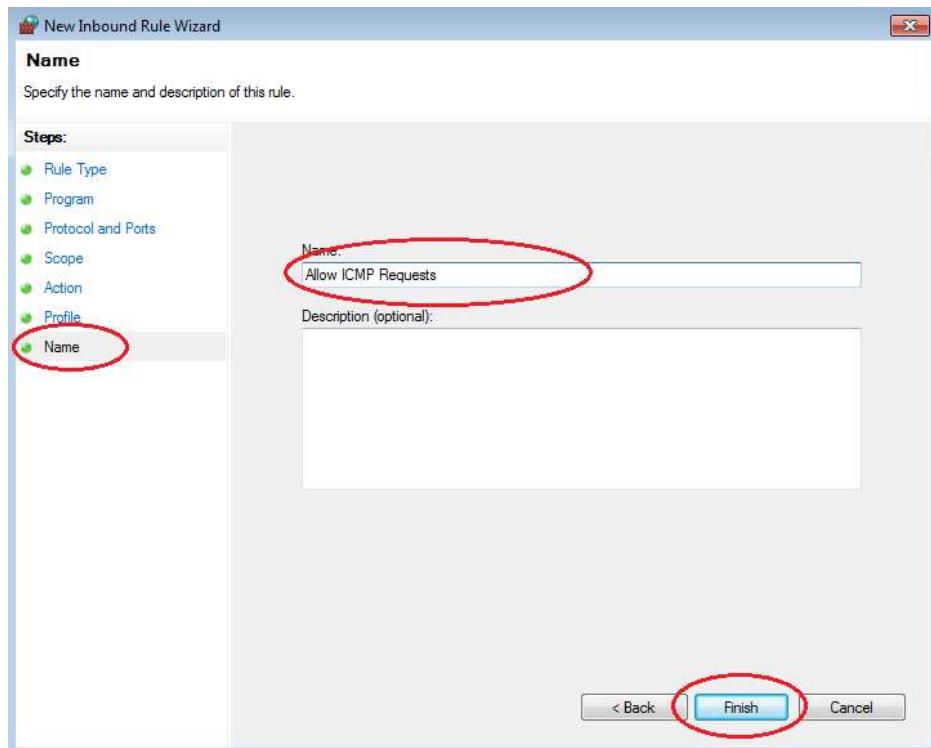 New Inbound Rule Wizard
Name
Specify the name and description of this rule.
Steps:
Rule Type
Program
Protocol and Ports
Scope
Action
Profile
Name
Name:
Allow ICMP Requests
Description (optional):
< Back
Finish
Cancel